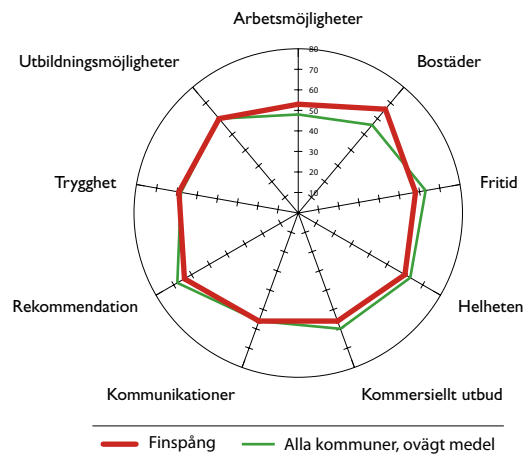 Arbetsmöjligheter
Utbildningsmöjligheter
Bostäder
80
70
60
50
40
30
20
10
Trygghet
Fritid
Rekommendation
Helheten
Kommunikationer
Kommersiellt utbud
Finspång
Alla kommuner, ovägt medel